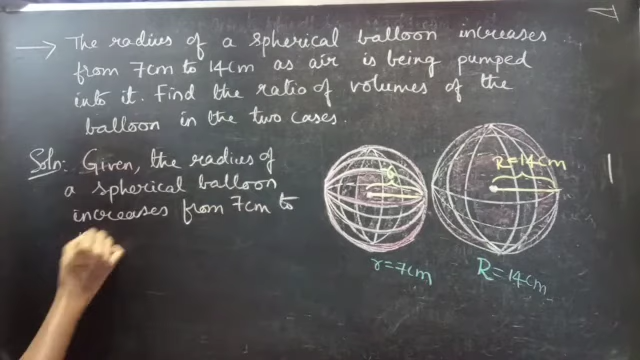 → The radius of a spherical balloon increases
from 7cm to 14cm as air is being pumped
into it. Find the ratio of volumes of the
balloon in the two cases.
Soln: Given, the radius of
a spherical balloon
increases from 7cm to
R=14cm
r=7cm
R=14cm